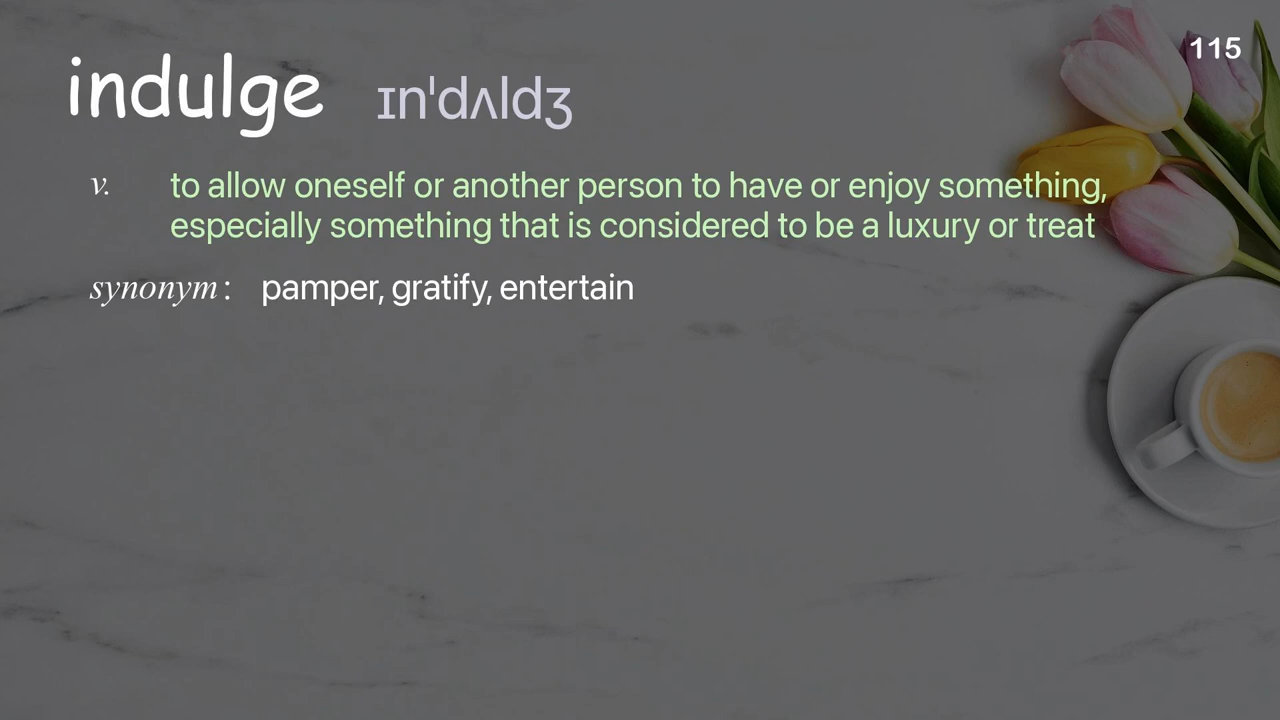 115
indulge ɪnˈdʌldʒ
v. to allow oneself or another person to have or enjoy something,
especially something that is considered to be a luxury or treat
synonym : pamper, gratify, entertain